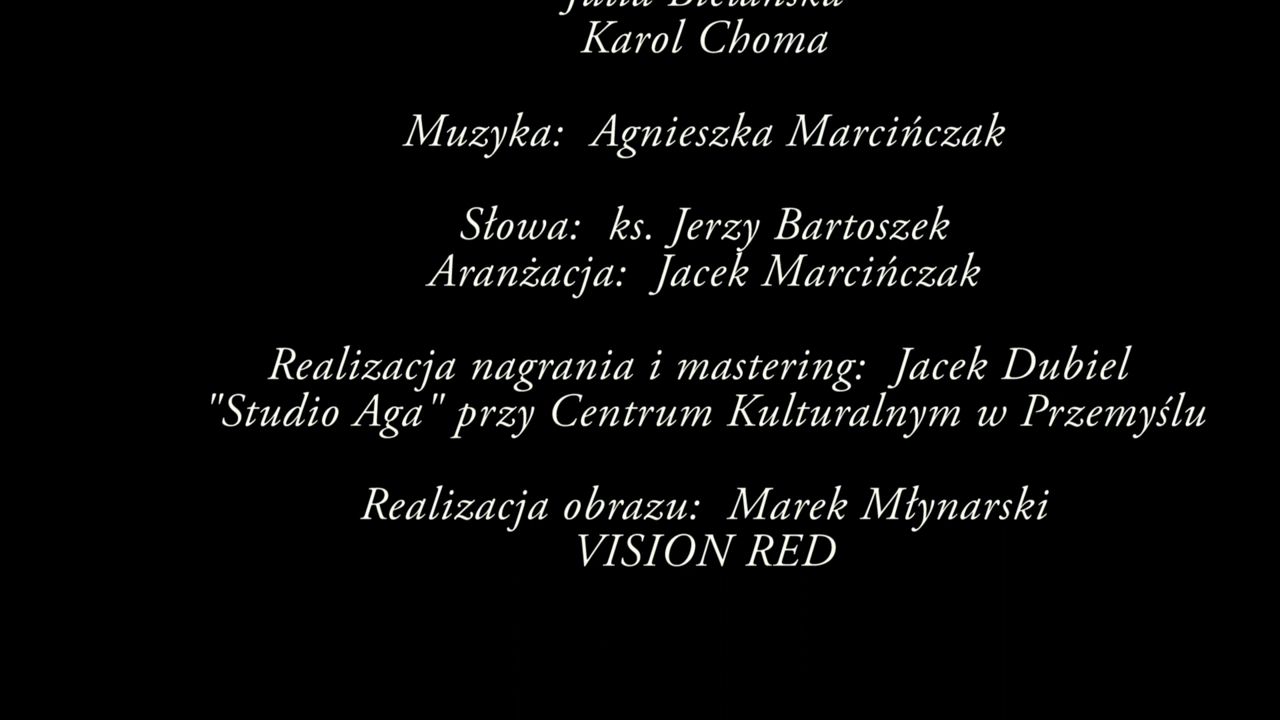 Karol Choma
Muzyka: Agnieszka Marcińczak
Słowa: ks. Jerzy Bartoszek
Aranżacja: Jacek Marcińczak
Realizacja nagrania i mastering: Jacek Dubiel
"Studio Aga" przy Centrum Kulturalnym w Przemyślu
Realizacja obrazu: Marek Młynarski
VISION RED